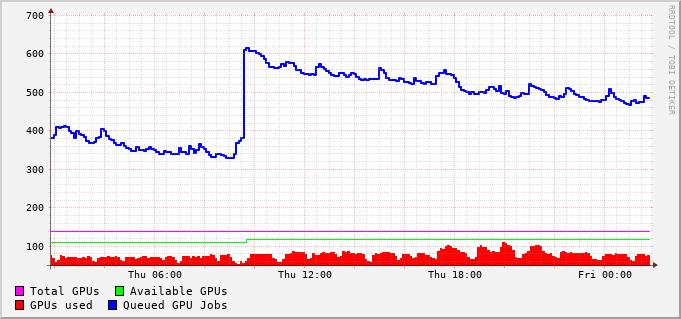 700
600
500
400
300
200
100
Thu 06:00
Thu 12:00
Thu 18:00
Fri 00:00
RRDTOOL / TOBI OETIKER
Total GPUs Available GPUs
GPUs used Queued GPU Jobs